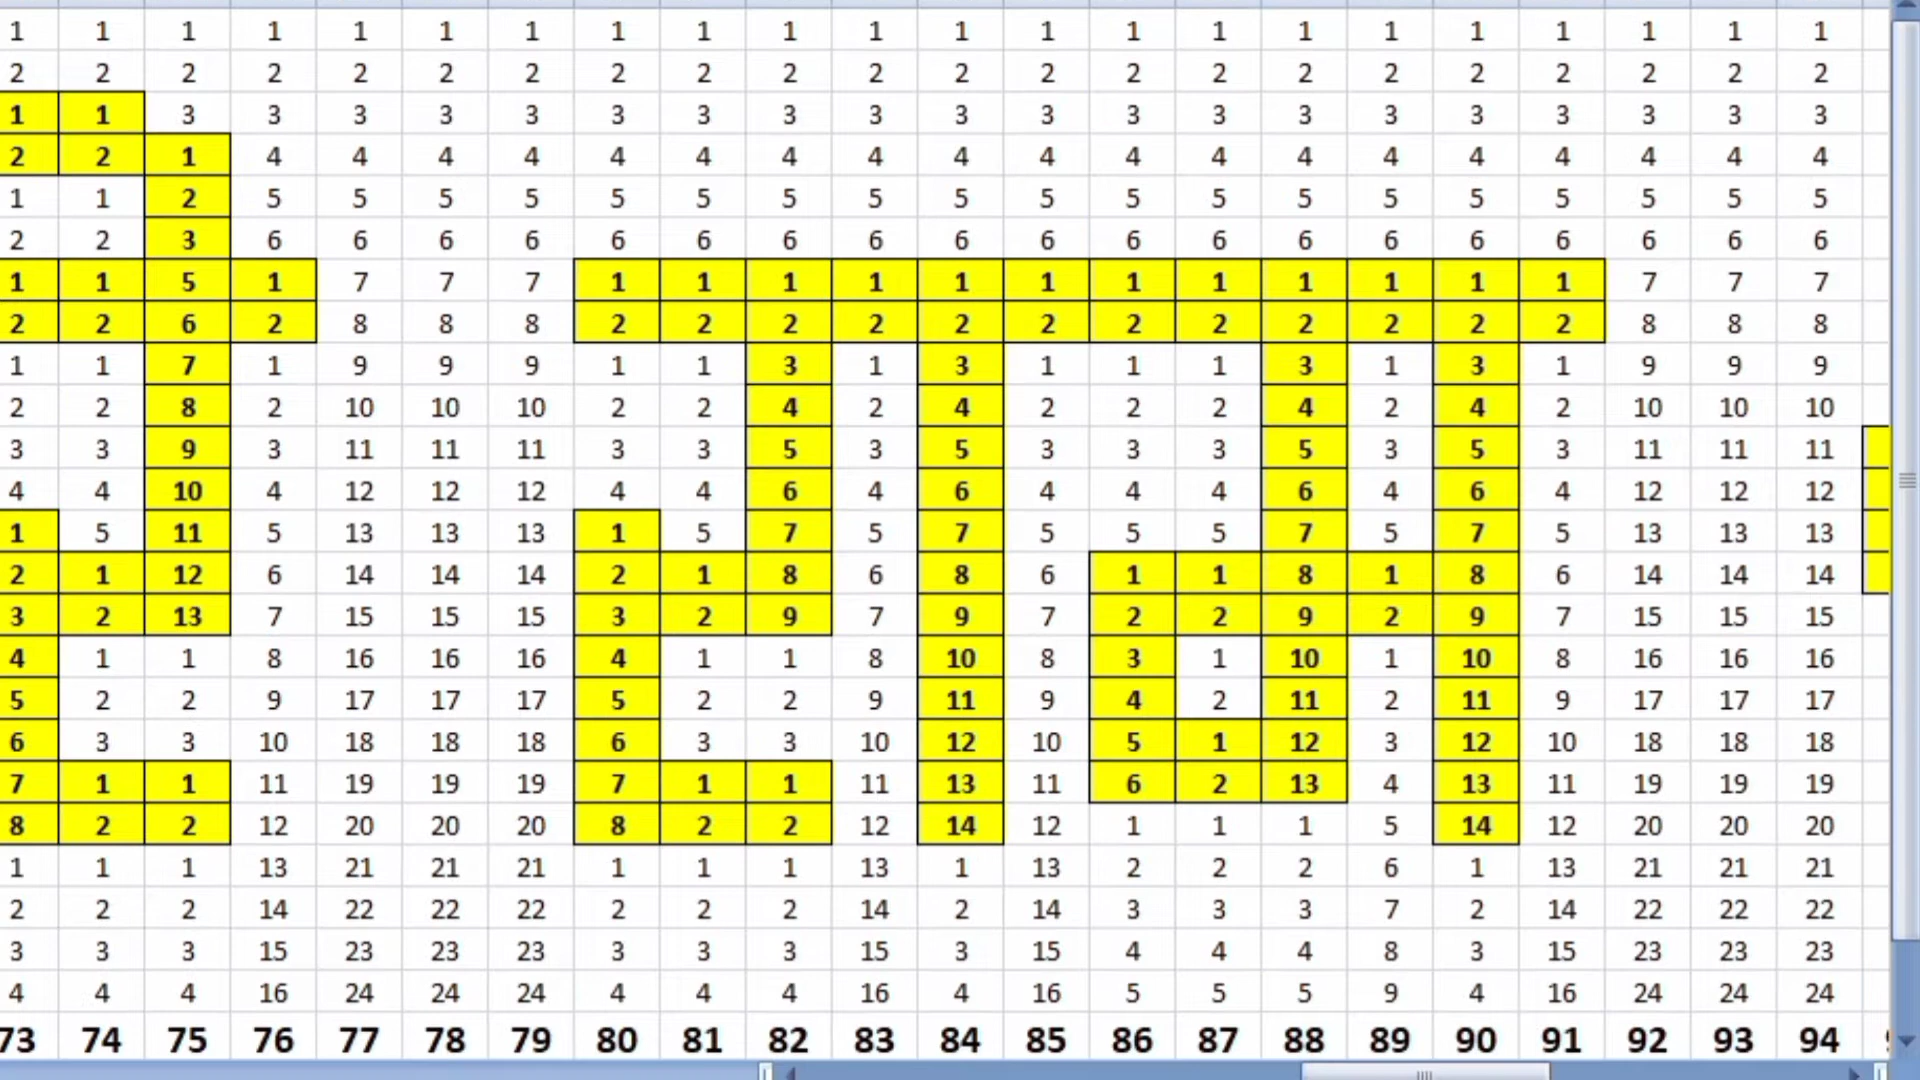 1 1 1 1 1 1 1 1 1 1 1 1 1 1 1 1 1 1 1 1 1 1
2 2 2 2 2 2 2 2 2 2 2 2 2 2 2 2 2 2 2 2 2 2
1 1 3 3 3 3 3 3 3 3 3 3 3 3 3 3 3 3 3 3 3 3
2 2 1 4 4 4 4 4 4 4 4 4 4 4 4 4 4 4 4 4 4 4
1 1 2 5 5 5 5 5 5 5 5 5 5 5 5 5 5 5 5 5 5 5
2 2 3 6 6 6 6 6 6 6 6 6 6 6 6 6 6 6 6 6 6 6
1 1 5 1 7 7 7 1 1 1 1 1 1 1 1 1 1 1 1 7 7 7
2 2 6 2 8 8 8 2 2 2 2 2 2 2 2 2 2 2 2 8 8 8
1 1 7 1 9 9 9 1 1 3 1 3 1 1 1 3 1 3 1 9 9 9
2 2 8 2 10 10 10 2 2 4 2 4 2 2 2 4 2 4 2 10 10 10
3 3 9 3 11 11 11 3 3 5 3 5 3 3 3 5 3 5 3 11 11 11
4 4 10 4 12 12 12 4 4 6 4 6 4 4 4 6 4 6 4 12 12 12
1 5 11 5 13 13 13 1 5 7 5 7 5 5 5 7 5 7 5 13 13 13
2 1 12 6 14 14 14 2 1 8 6 8 6 1 1 8 1 8 6 14 14 14
3 2 13 7 15 15 15 3 2 9 7 9 7 2 2 9 2 9 7 15 15 15
4 1 1 8 16 16 16 4 1 1 8 10 8 3 1 10 1 10 8 16 16 16
5 2 2 9 17 17 17 5 2 2 9 11 9 4 2 11 2 11 9 17 17 17
6 3 3 10 18 18 18 6 3 3 10 12 10 5 1 12 3 12 10 18 18 18
7 1 1 11 19 19 19 7 1 1 11 13 11 6 2 13 4 13 11 19 19 19
8 2 2 12 20 20 20 8 2 2 12 14 12 1 1 1 5 14 12 20 20 20
1 1 1 13 21 21 21 1 1 1 13 1 13 2 2 2 6 1 13 21 21 21
2 2 2 14 22 22 22 2 2 2 14 2 14 3 3 3 7 2 14 22 22 22
3 3 3 15 23 23 23 3 3 3 15 3 15 4 4 4 8 3 15 23 23 23
4 4 4 16 24 24 24 4 4 4 16 4 16 5 5 5 9 4 16 24 24 24
73 74 75 76 77 78 79 80 81 82 83 84 85 86 87 88 89 90 91 92 93 94